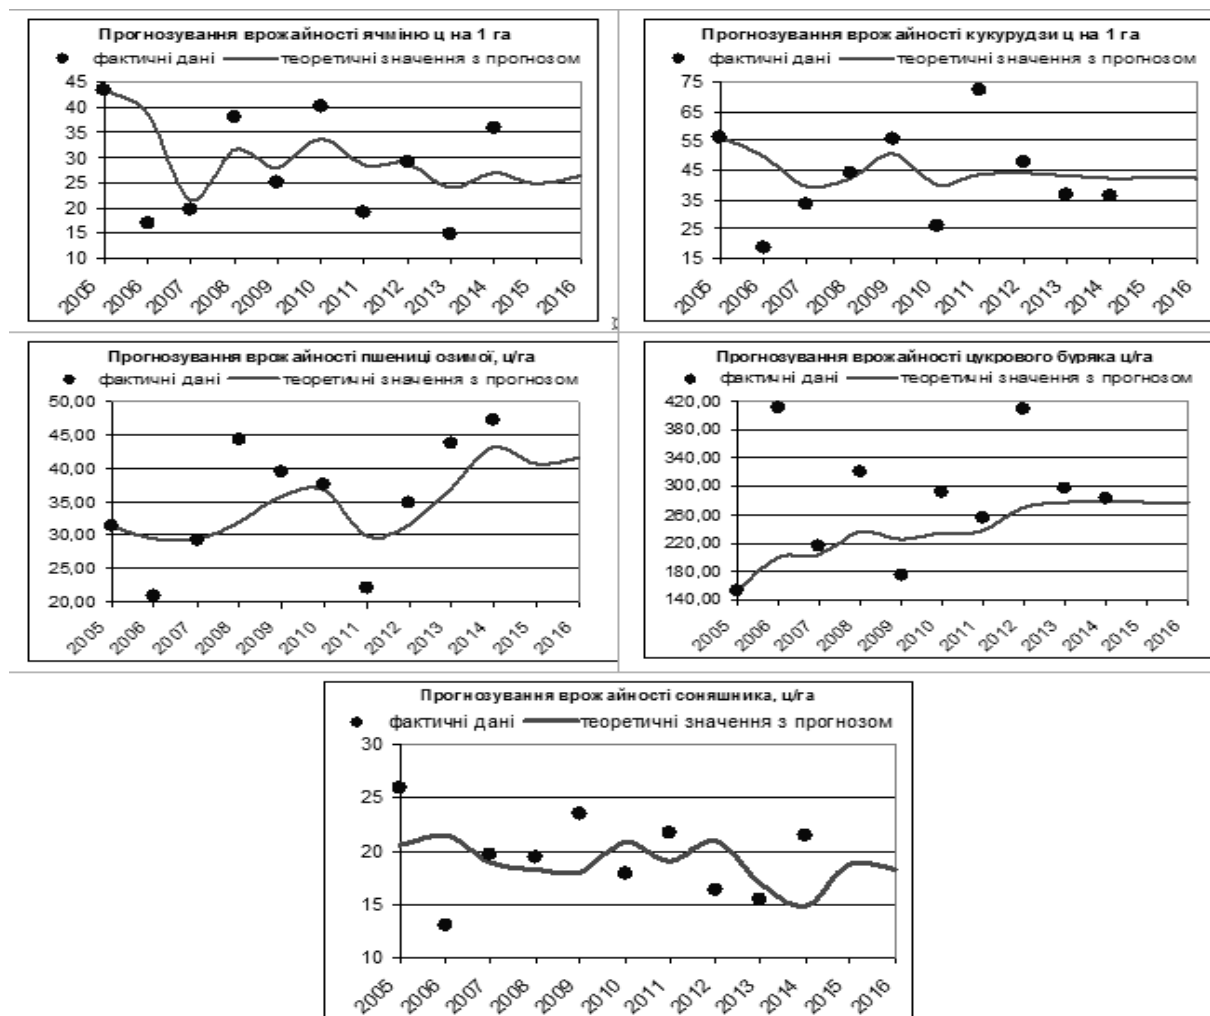 Прогнозування врожайності ячміню ц на 1 га
фактичні дані теоретичні значення з прогнозом
45
40
35
30
25
20
15
10
2005 2006 2007 2008 2009 2010 2011 2012 2013 2014 2015 2016
Прогнозування врожайності кукурудзи ц на 1 га
фактичні дані теоретичні значення з прогнозом
75
65
55
45
35
25
15
2005 2006 2007 2008 2009 2010 2011 2012 2013 2014 2015 2016
Прогнозування врожайності пшениці озимої, ц/га
фактичні дані теоретичні значення з прогнозом
50,00
45,00
40,00
35,00
30,00
25,00
20,00
2005 2006 2007 2008 2009 2010 2011 2012 2013 2014 2015 2016
Прогнозування врожайності цукрового буряка ц/га
фактичні дані теоретичні значення з прогнозом
420,00
380,00
340,00
300,00
260,00
220,00
180,00
140,00
2005 2006 2007 2008 2009 2010 2011 2012 2013 2014 2015 2016
Прогнозування врожайності соняшника, ц/га
фактичні дані теоретичні значення з прогнозом
30
25
20
15
10
2005 2006 2007 2008 2009 2010 2011 2012 2013 2014 2015 2016